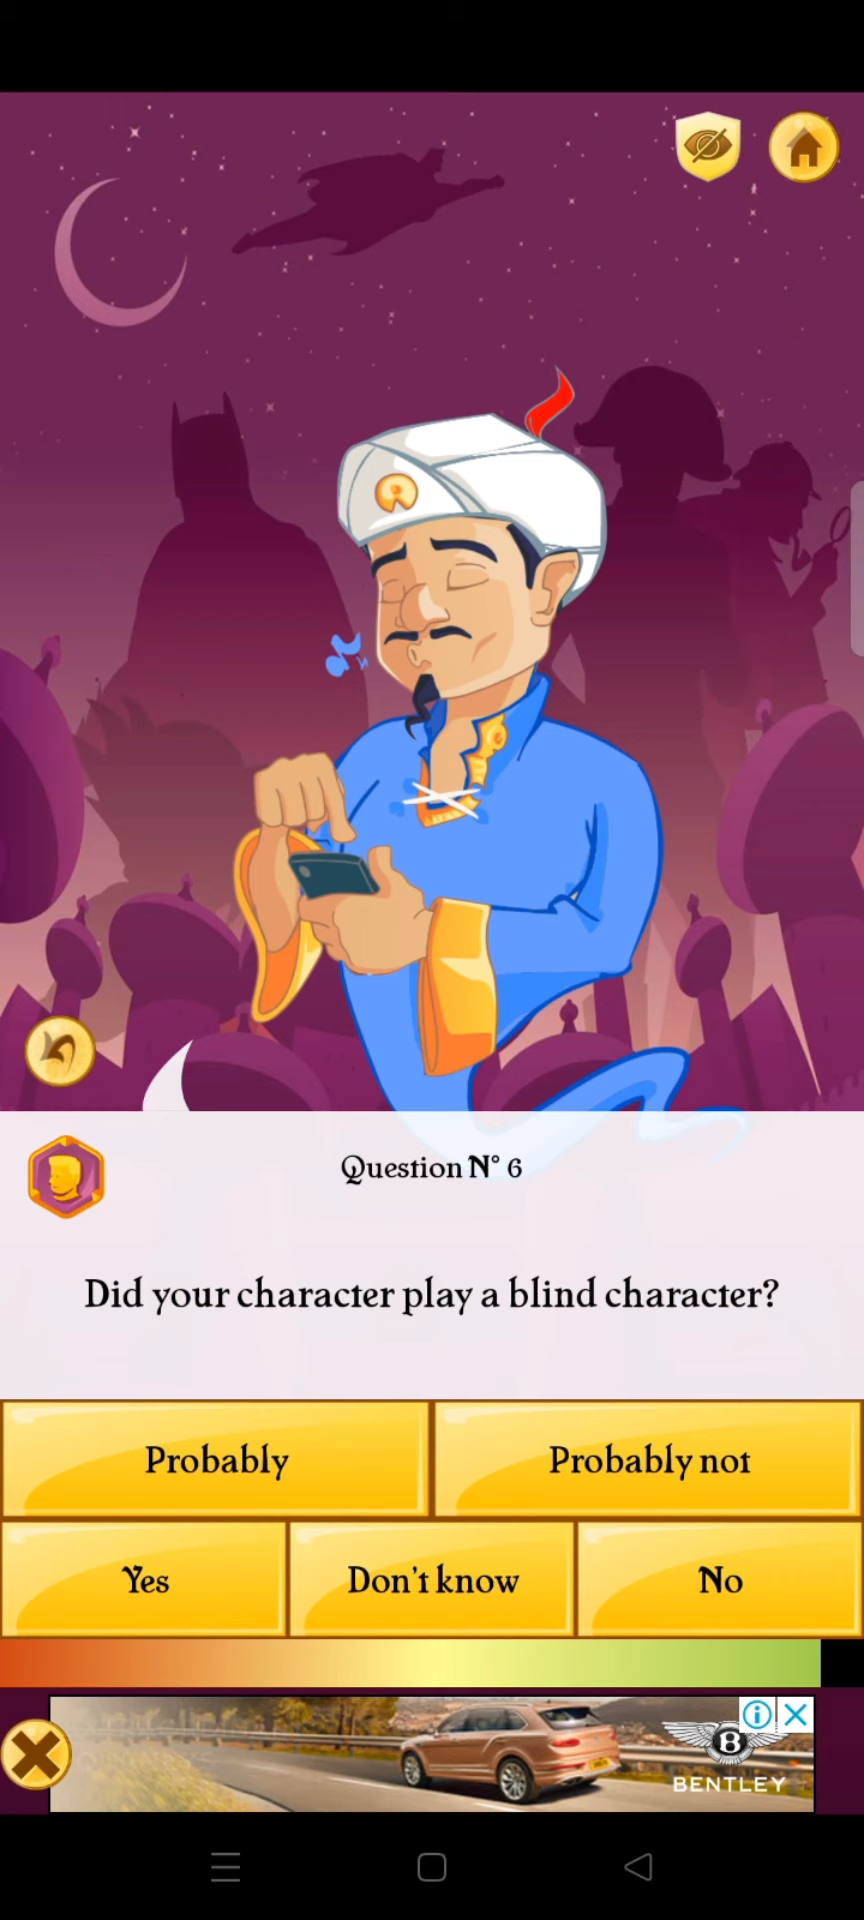 Question N° 6
Did your character play a blind character?
Probably
Probably not
Yes
Don't know
No
B
BENTLEY